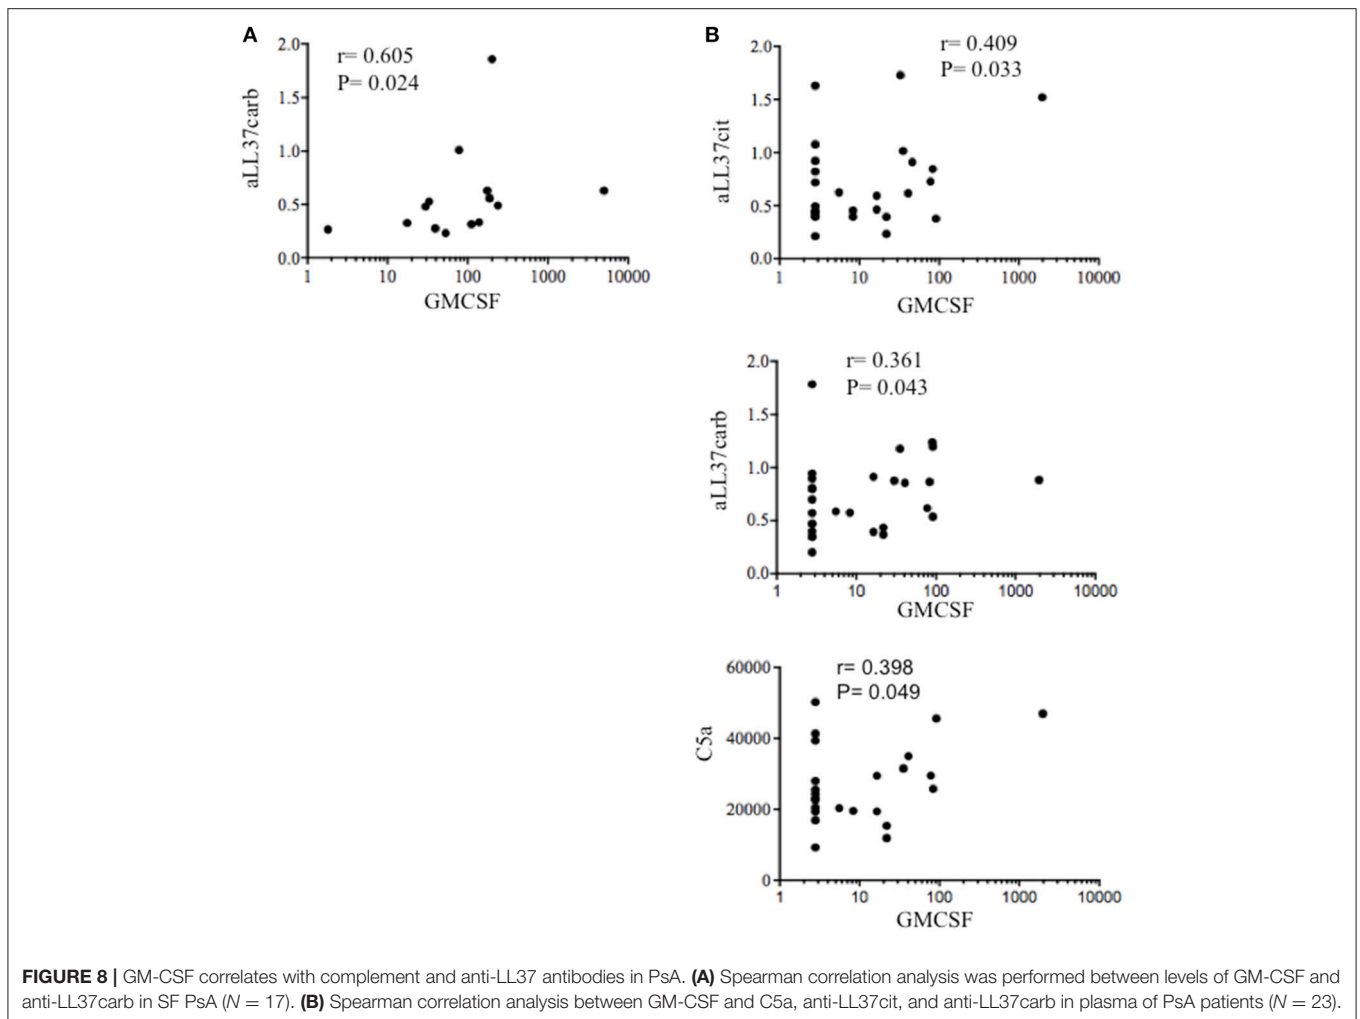 A
r= 0.605
P= 0.024
2.0
1.5
1.0
0.5
0.0
aLL37carb
1
10
100
1000
10000
GMCSF
B
r= 0.409
P= 0.033
2.0
1.5
1.0
0.5
0.0
aLL37cit
1
10
100
1000
10000
GMCSF
r= 0.361
P= 0.043
2.0
1.5
1.0
0.5
0.0
aLL37carb
1
10
100
1000
10000
GMCSF
r= 0.398
P= 0.049
60000
40000
20000
0
C5a
1
10
100
1000
10000
GMCSF
FIGURE 8 | GM-CSF correlates with complement and anti-LL37 antibodies in PsA. (A) Spearman correlation analysis was performed between levels of GM-CSF and
anti-LL37carb in SF PsA (N = 17). (B) Spearman correlation analysis between GM-CSF and C5a, anti-LL37cit, and anti-LL37carb in plasma of PsA patients (N = 23).